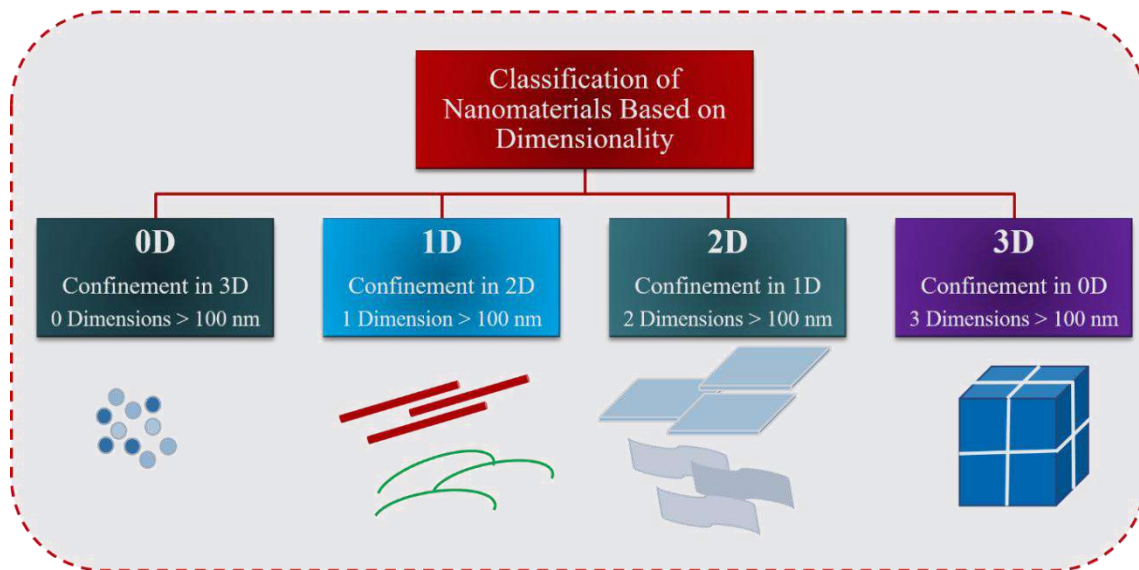 Classification of
Nanomaterials Based on
Dimensionality
0D
Confinement in 3D
0 Dimensions > 100 nm
1D
Confinement in 2D
1 Dimension > 100 nm
2D
Confinement in 1D
2 Dimensions > 100 nm
3D
Confinement in 0D
3 Dimensions > 100 nm